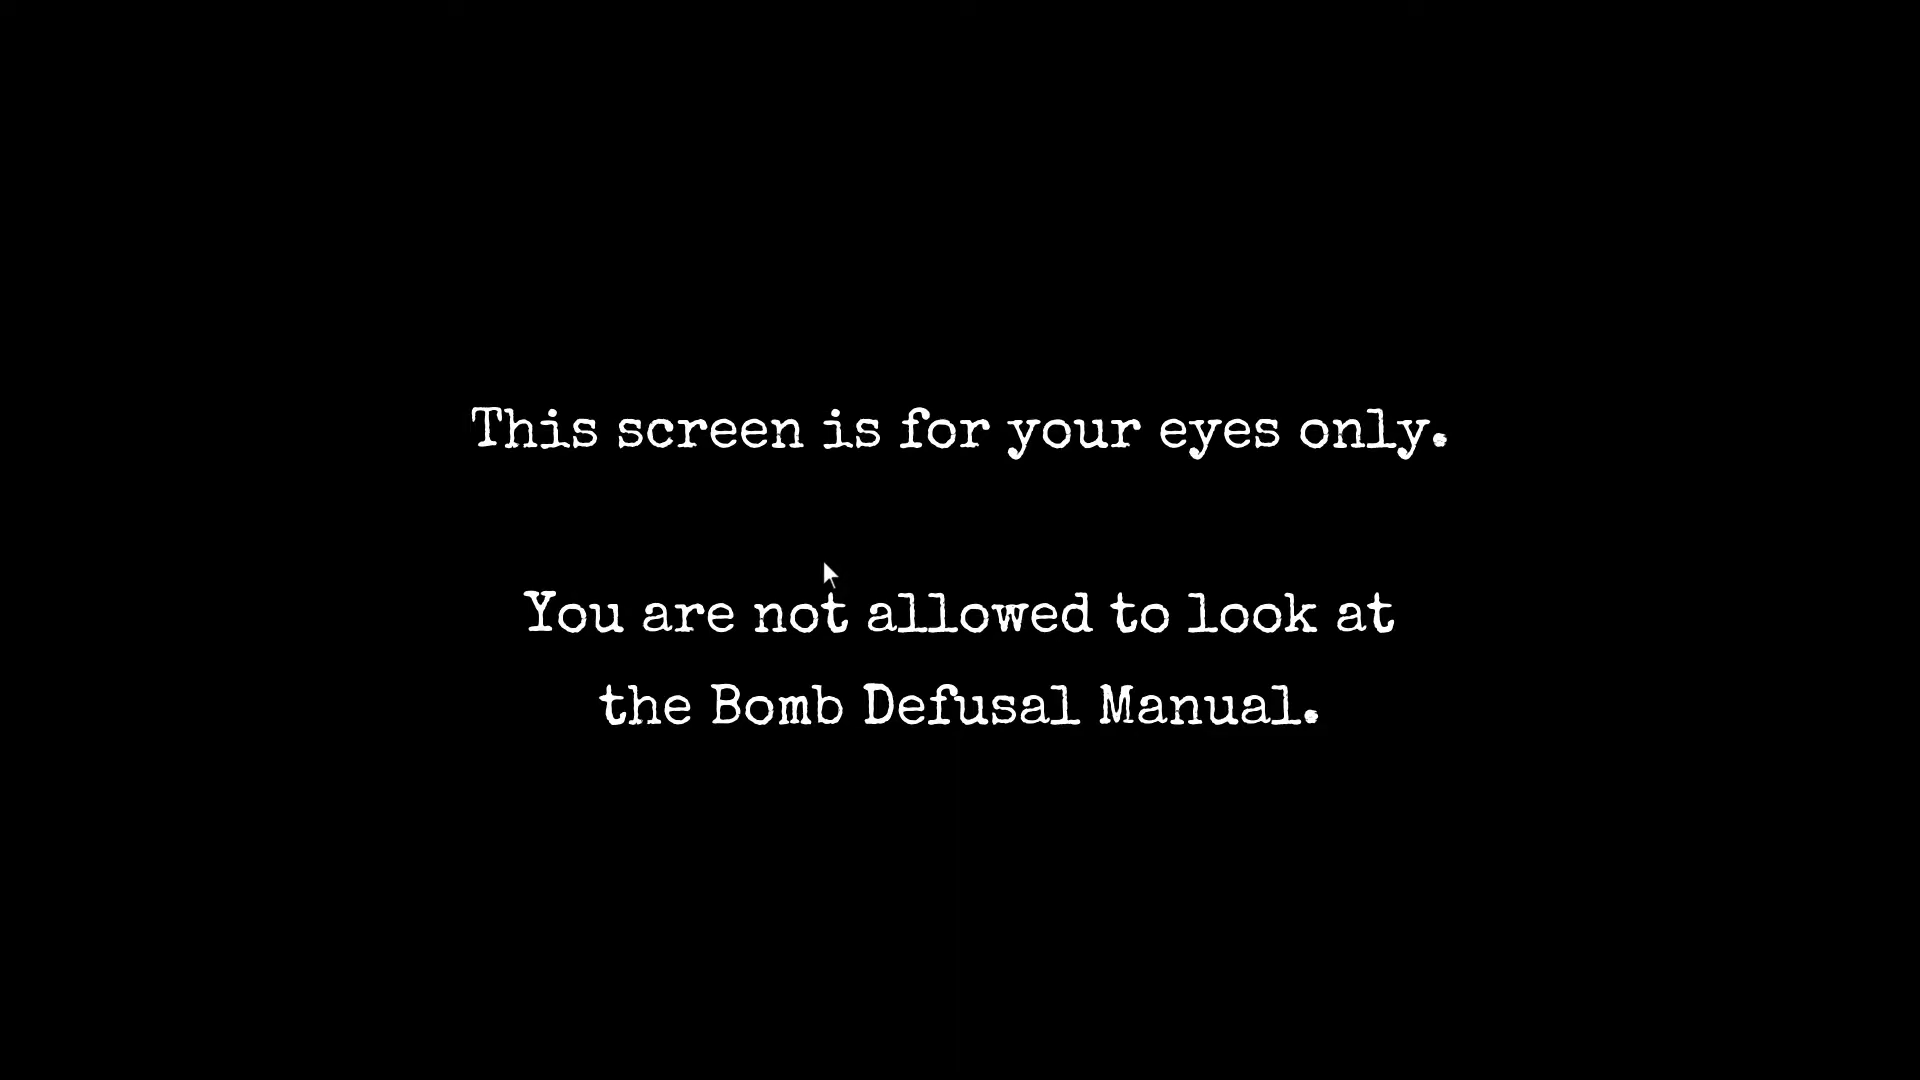 This screen is for your eyes only.
You are not allowed to look at
the Bomb Defusal Manual.